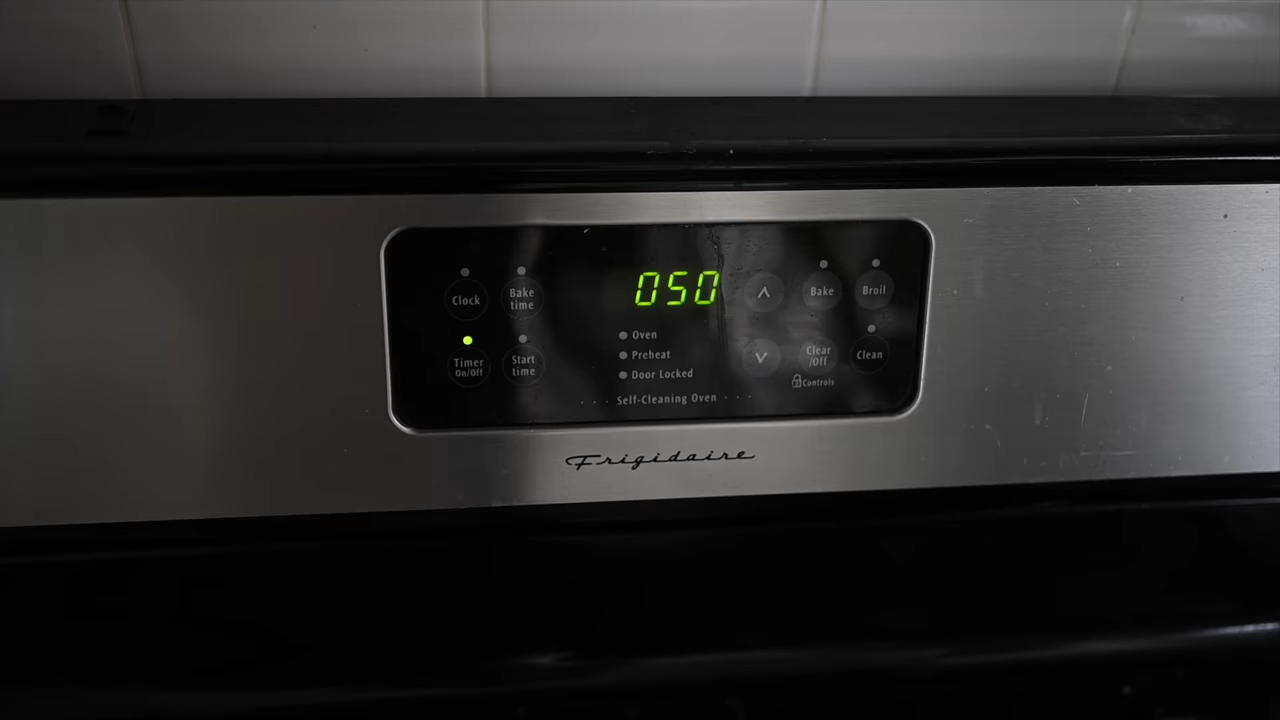 Clock
Bake time
050
Bake
Broil
Timer On/Off
Start time
Oven
Preheat
Door Locked
Clear /Off
Clean
Controls
Self-Cleaning Oven
Frigidaire